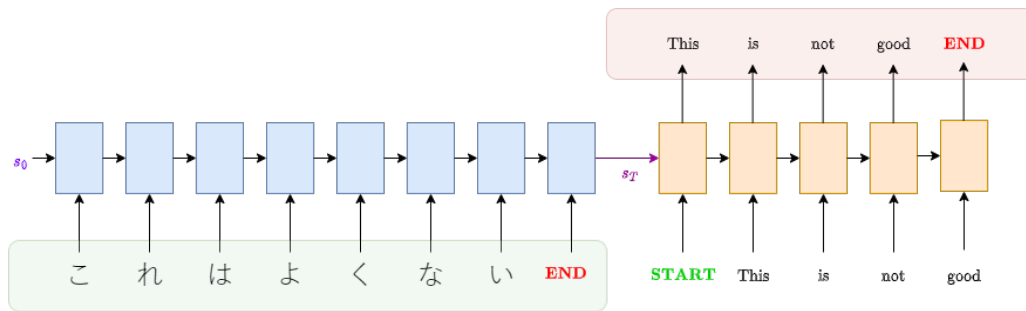 This is not good END
s₀
s_T
こ れ は よ く な い END
START This is not good